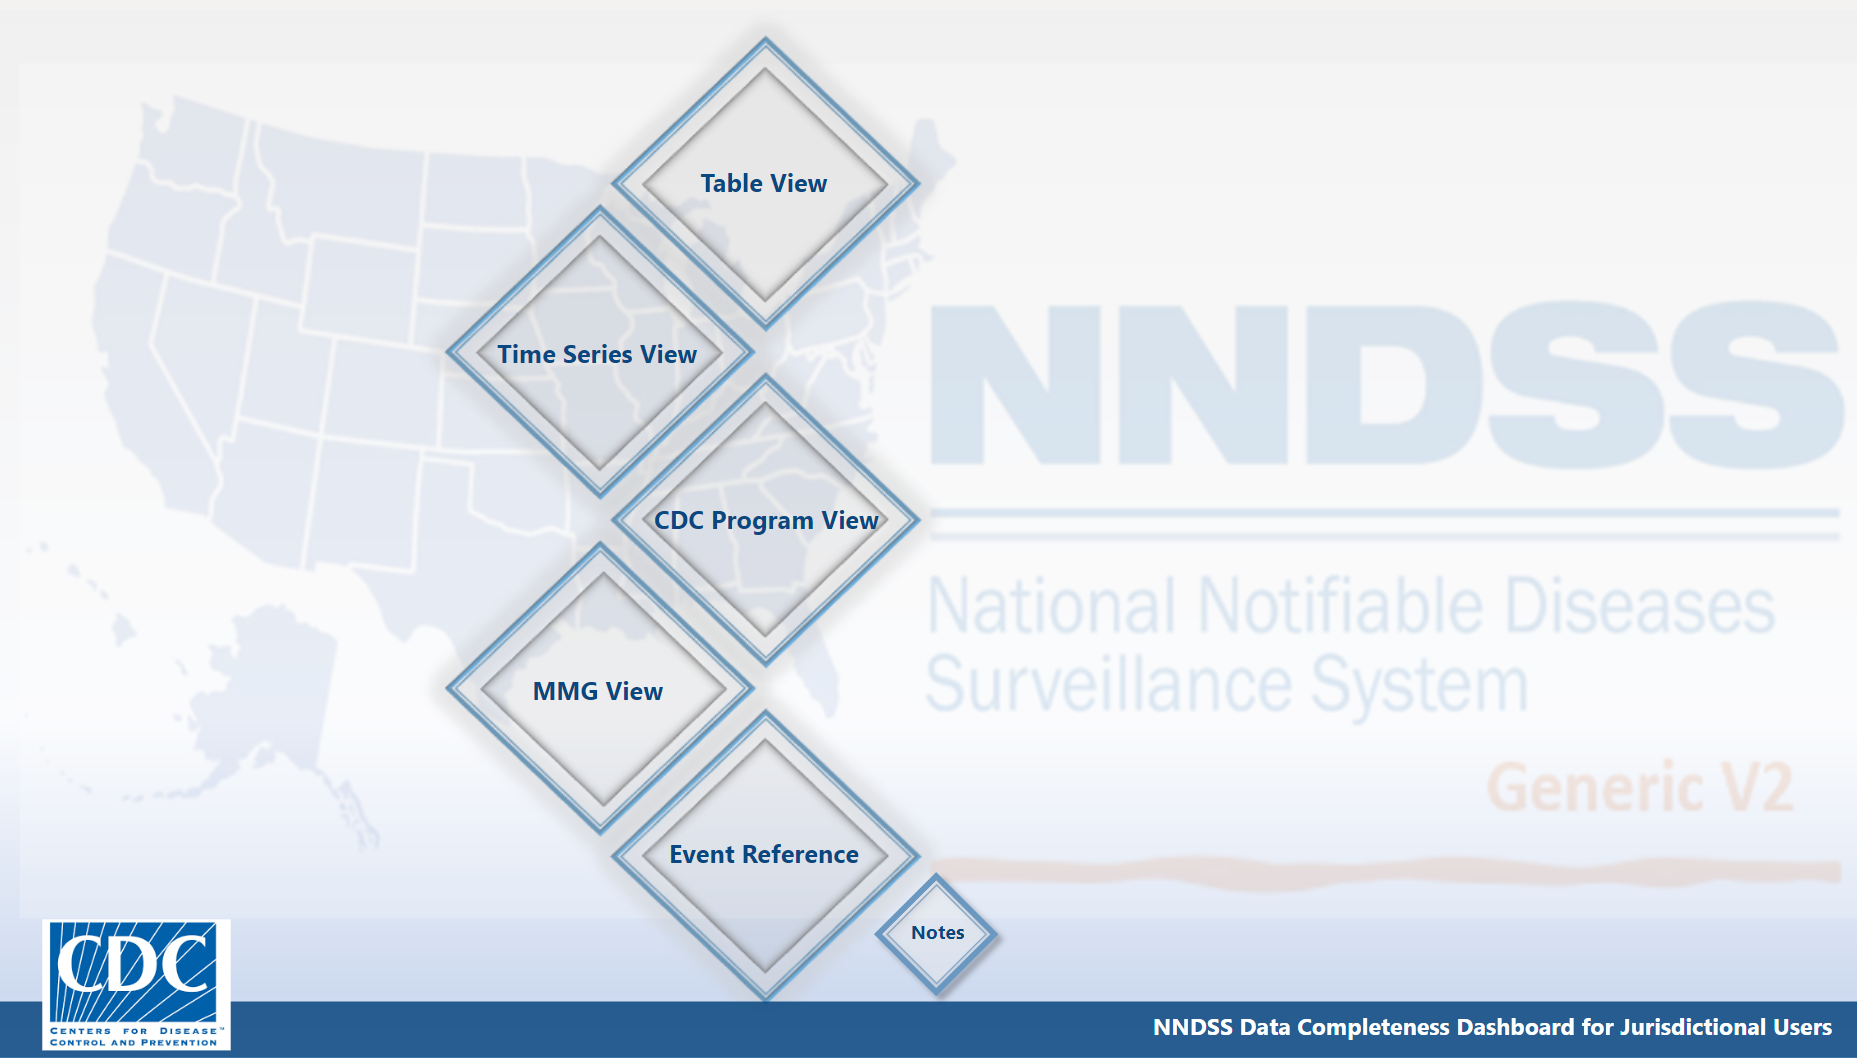 Table View
Time Series View
CDC Program View
MMG View
Event Reference
Notes
NNDSS
National Notifiable Diseases
Surveillance System
Generic V2
CDC
CENTERS FOR DISEASE™
CONTROL AND PREVENTION
NNDSS Data Completeness Dashboard for Jurisdictional Users